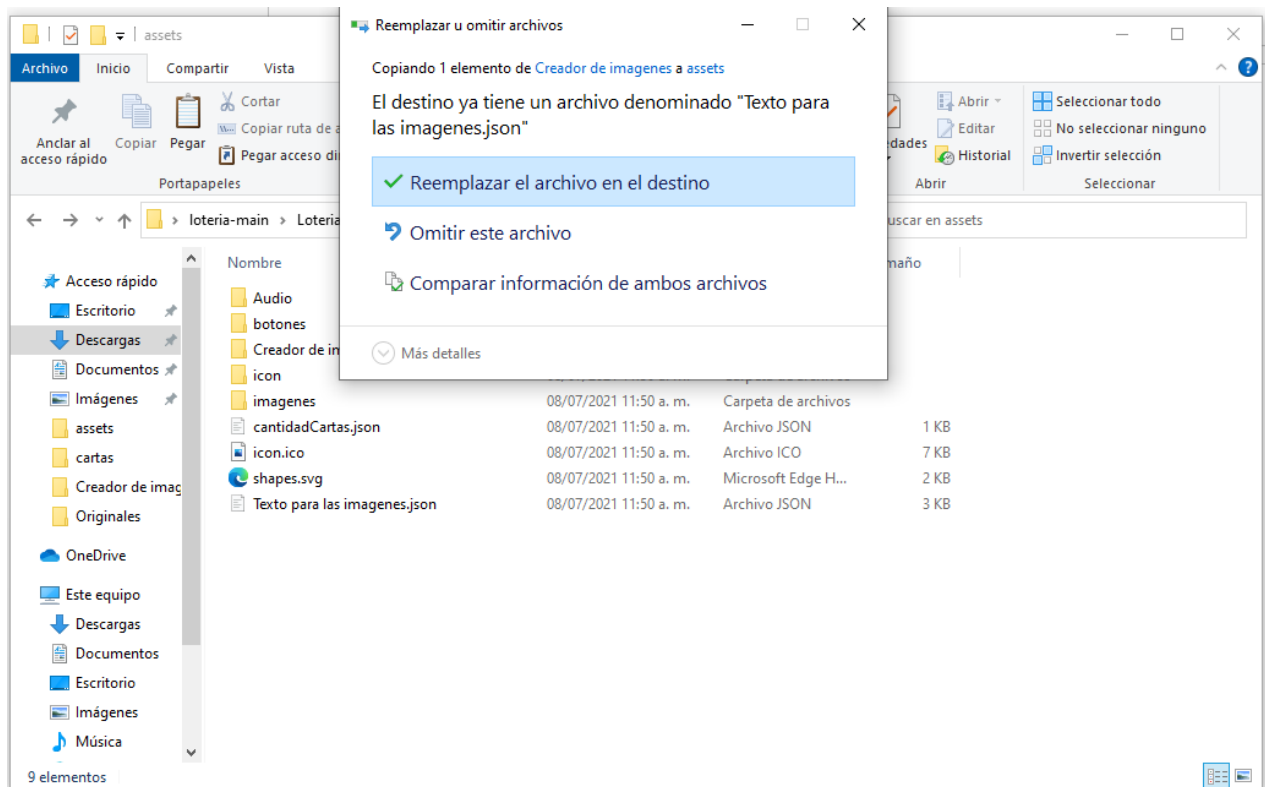 assets
Archivo Inicio Compartir Vista
Anclar al acceso rápido
Copiar
Pegar
Cortar
Copiar ruta de
Pegar acceso
Portapapeles
Reemplazar u omitir archivos
Copiando 1 elemento de Creador de imagenes a assets
El destino ya tiene un archivo denominado "Texto para
las imagenes.json"
Reemplazar el archivo en el destino
Omitir este archivo
Comparar información de ambos archivos
Más detalles
Abrir
Editar
Historial
Abrir
Seleccionar todo
No seleccionar ninguno
Invertir selección
Seleccionar
loteria-main
en assets
Acceso rápido
Escritorio
Descargas
Documentos
Imágenes
assets
cartas
Creador de
Originales
OneDrive
Este equipo
Descargas
Documentos
Escritorio
Imágenes
Música
Nombre
Audio
botones
Creador de
icon
imagenes 08/07/2021 11:50 a. m. Carpeta de archivos
cantidadCartas.json 08/07/2021 11:50 a. m. Archivo JSON 1 KB
icon.ico 08/07/2021 11:50 a. m. Archivo ICO 7 KB
shapes.svg 08/07/2021 11:50 a. m. Microsoft Edge H... 2 KB
Texto para las imagenes.json 08/07/2021 11:50 a. m. Archivo JSON 3 KB
9 elementos